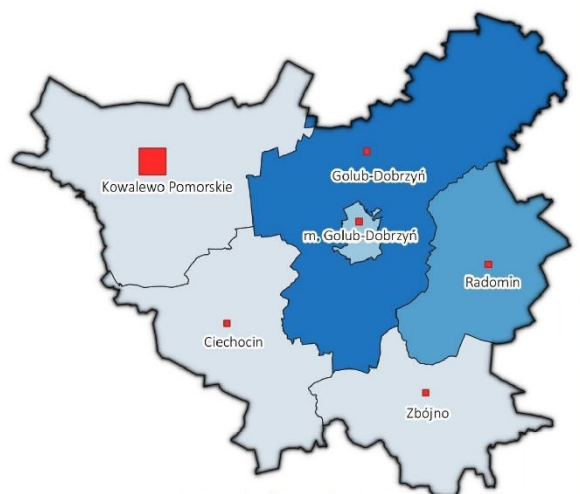 Kowalewo Pomorskie
Golub-Dobrzyń
m. Golub-Dobrzyń
Radomin
Ciechocin
Zbójno